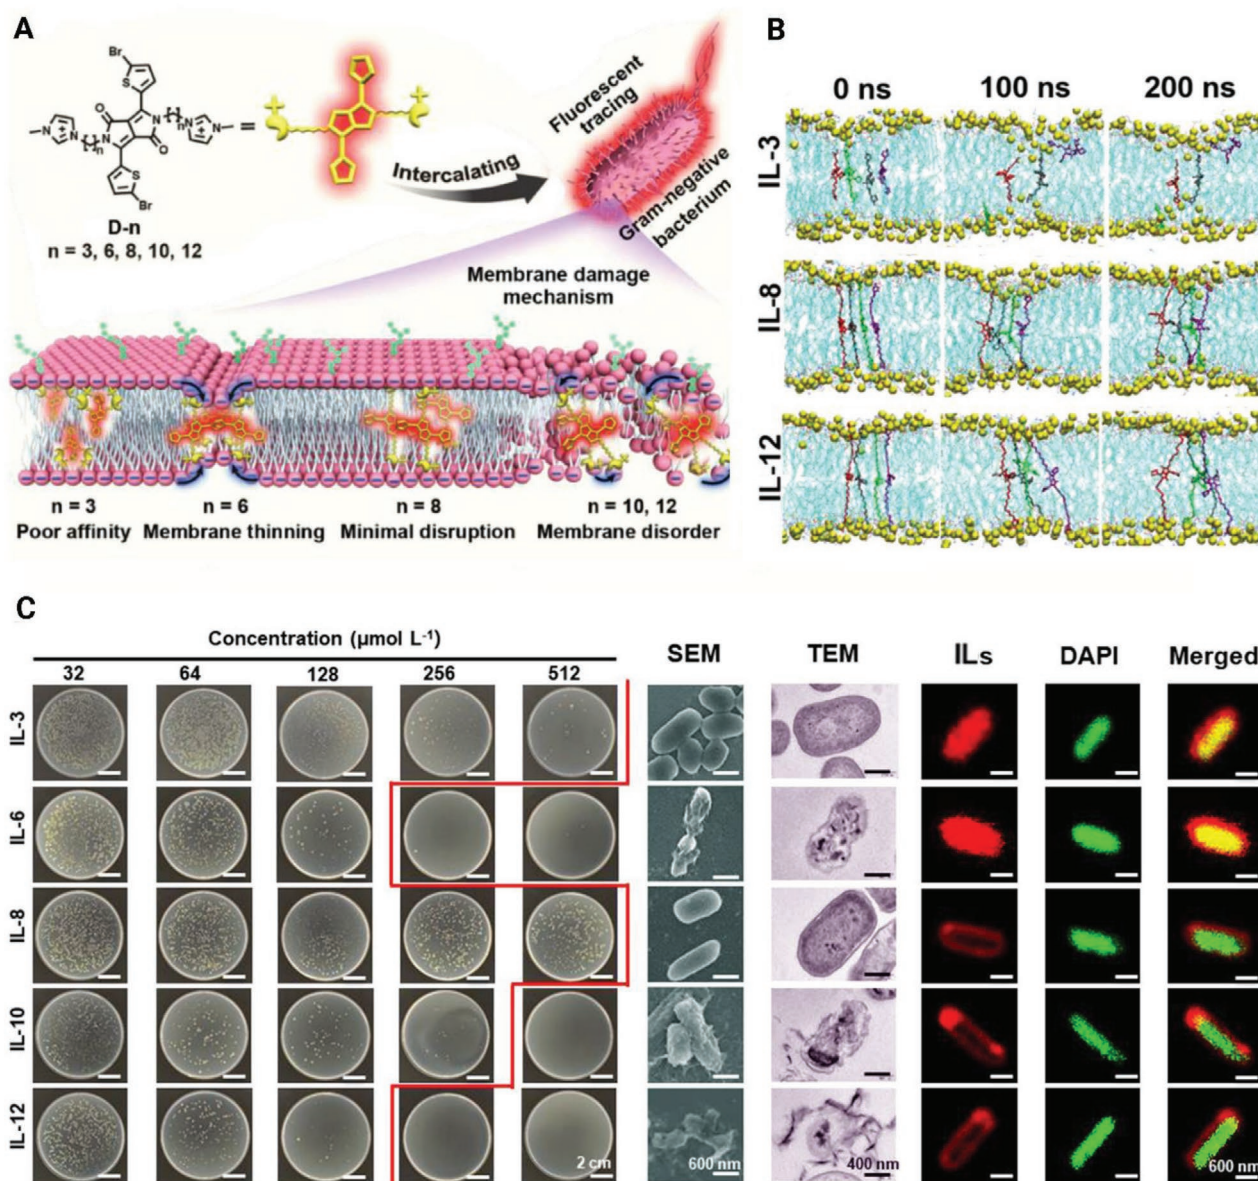 A
Br
S
O
N
N
n
N
N
+
N
N
+
n
O
S
Br
D-n
n = 3, 6, 8, 10, 12
=
+
+
Intercalating
Fluorescent
tracing
Gram-negative
bacterium
Membrane damage
mechanism
n = 3
n = 6
n = 8
n = 10, 12
Poor affinity
Membrane thinning
Minimal disruption
Membrane disorder
B
0 ns
100 ns
200 ns
IL-3
IL-8
IL-12
C
Concentration (µmol L-1)
32
64
128
256
512
SEM
TEM
ILs
DAPI
Merged
IL-3
IL-6
IL-8
IL-10
IL-12
2 cm
600 nm
400 nm
600 nm